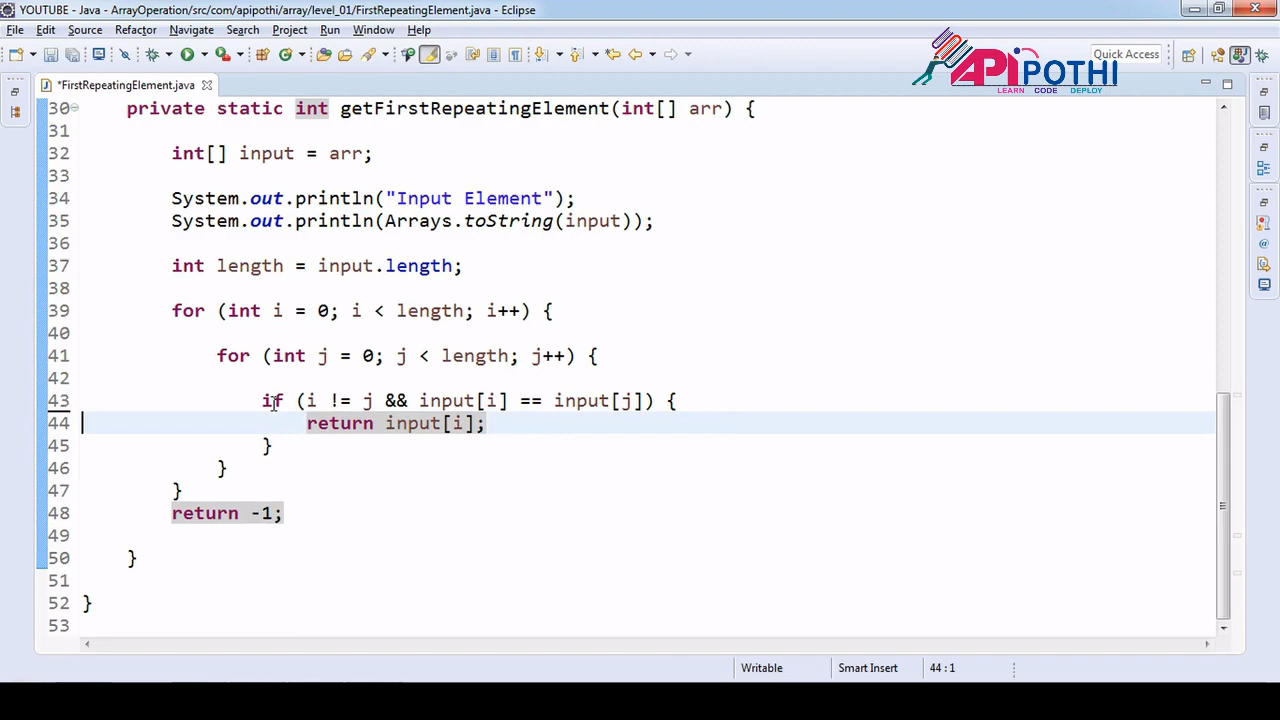 YOUTUBE - Java - ArrayOperation/src/com/apipothi/array/level_01/FirstRepeatingElement.java - Eclipse
File Edit Source Refactor Navigate Search Project Run Window Help
Quick Access
APIPOTHI
LEARN CODE DEPLOY
*FirstRepeatingElement.java
30 private static int getFirstRepeatingElement(int[] arr) {
31
32 int[] input = arr;
33
34 System.out.println("Input Element");
35 System.out.println(Arrays.toString(input));
36
37 int length = input.length;
38
39 for (int i = 0; i < length; i++) {
40
41 for (int j = 0; j < length; j++) {
42
43 if (i != j && input[i] == input[j]) {
44 return input[i];
45 }
46 }
47 }
48 return -1;
49
50 }
51
52 }
53
Writable Smart Insert 44 : 1